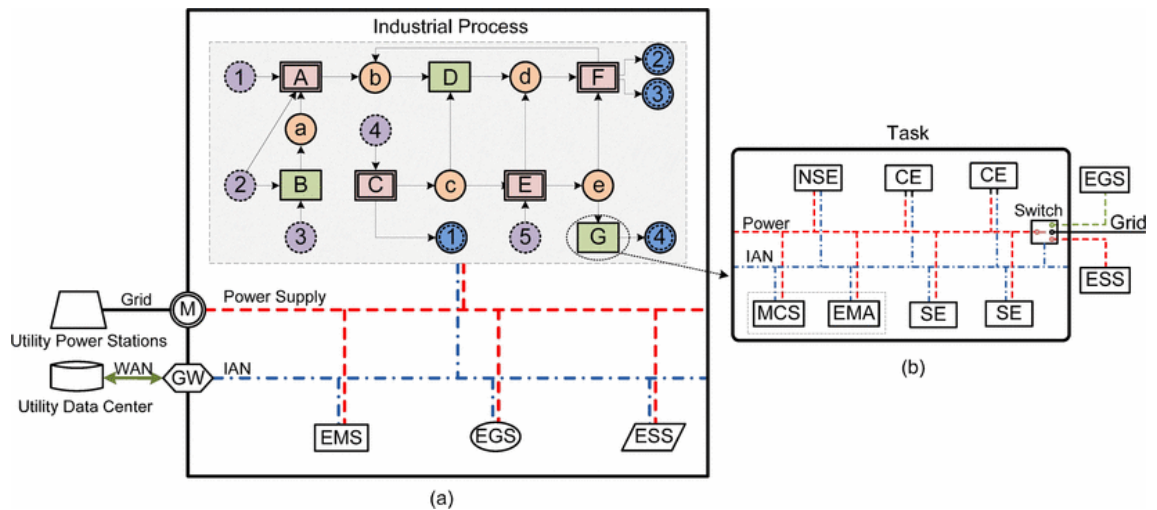 Industrial Process
1
A
b
D
d
F
2
3
a
4
2
B
C
c
E
e
3
1
5
G
4
Grid
M
Power Supply
Utility Power Stations
WAN
GW
IAN
Utility Data Center
EMS
EGS
ESS
(a)
Task
NSE
CE
CE
EGS
Switch
Power
Grid
IAN
ESS
MCS
EMA
SE
SE
(b)